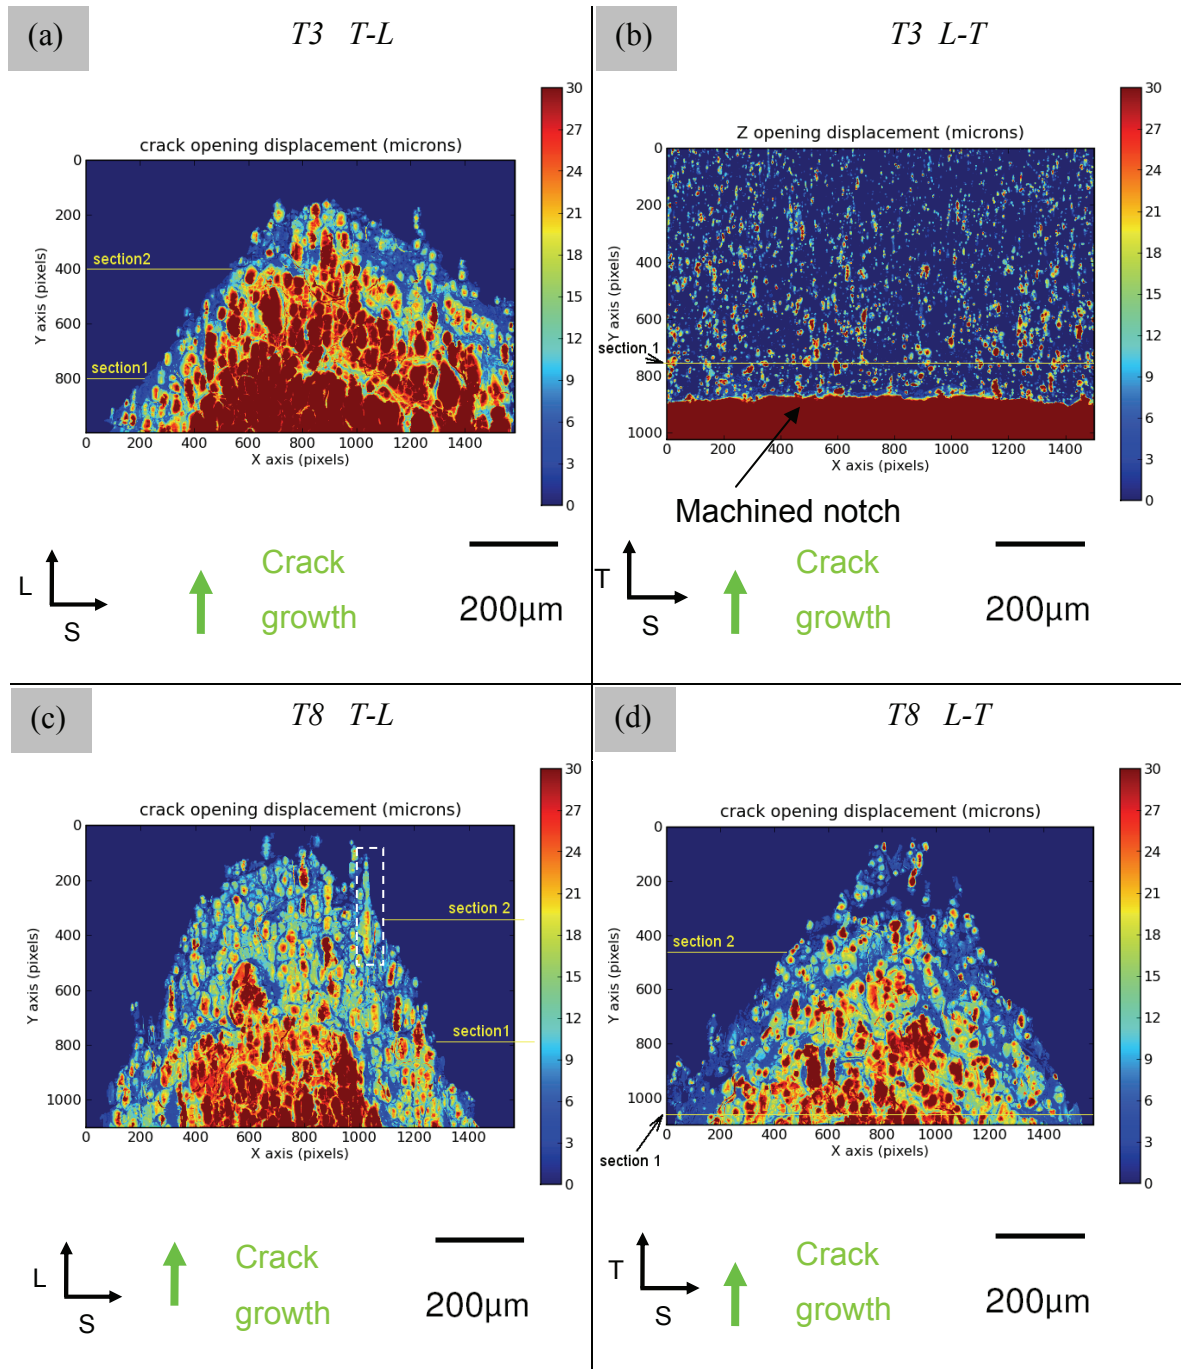 (a)
T3 T-L
crack opening displacement (microns)
0
200
400
600
800
Y axis (pixels)
section2
section1
0 200 400 600 800 1000 1200 1400
X axis (pixels)
30
27
24
21
18
15
12
9
6
3
0
L
S
Crack
growth
200µm
(b)
T3 L-T
Z opening displacement (microns)
0
200
400
600
800
1000
Y axis (pixels)
section 1
0 200 400 600 800 1000 1200 1400
X axis (pixels)
Machined notch
30
27
24
21
18
15
12
9
6
3
0
T
S
Crack
growth
200µm
(c)
T8 T-L
crack opening displacement (microns)
0
200
400
600
800
1000
Y axis (pixels)
section 2
section1
0 200 400 600 800 1000 1200 1400
X axis (pixels)
30
27
24
21
18
15
12
9
6
3
0
L
S
Crack
growth
200µm
(d)
T8 L-T
crack opening displacement (microns)
0
200
400
600
800
1000
Y axis (pixels)
section 2
section 1
0 200 400 600 800 1000 1200 1400
X axis (pixels)
30
27
24
21
18
15
12
9
6
3
0
T
S
Crack
growth
200µm